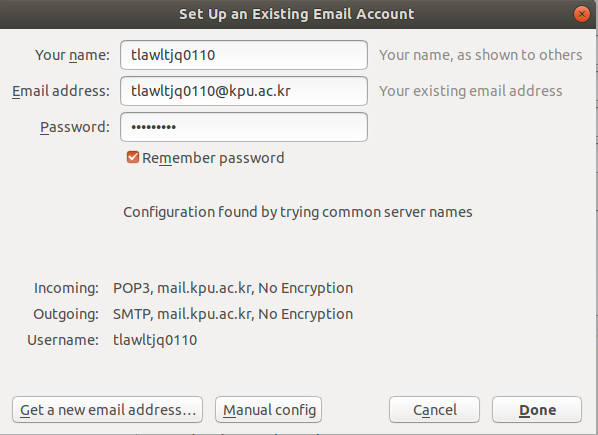 Set Up an Existing Email Account
Your name: tlawltjq0110 Your name, as shown to others
Email address: tlawltjq0110@kpu.ac.kr Your existing email address
Password: •••••••••
Remember password
Configuration found by trying common server names
Incoming: POP3, mail.kpu.ac.kr, No Encryption
Outgoing: SMTP, mail.kpu.ac.kr, No Encryption
Username: tlawltjq0110
Get a new email address... Manual config Cancel Done